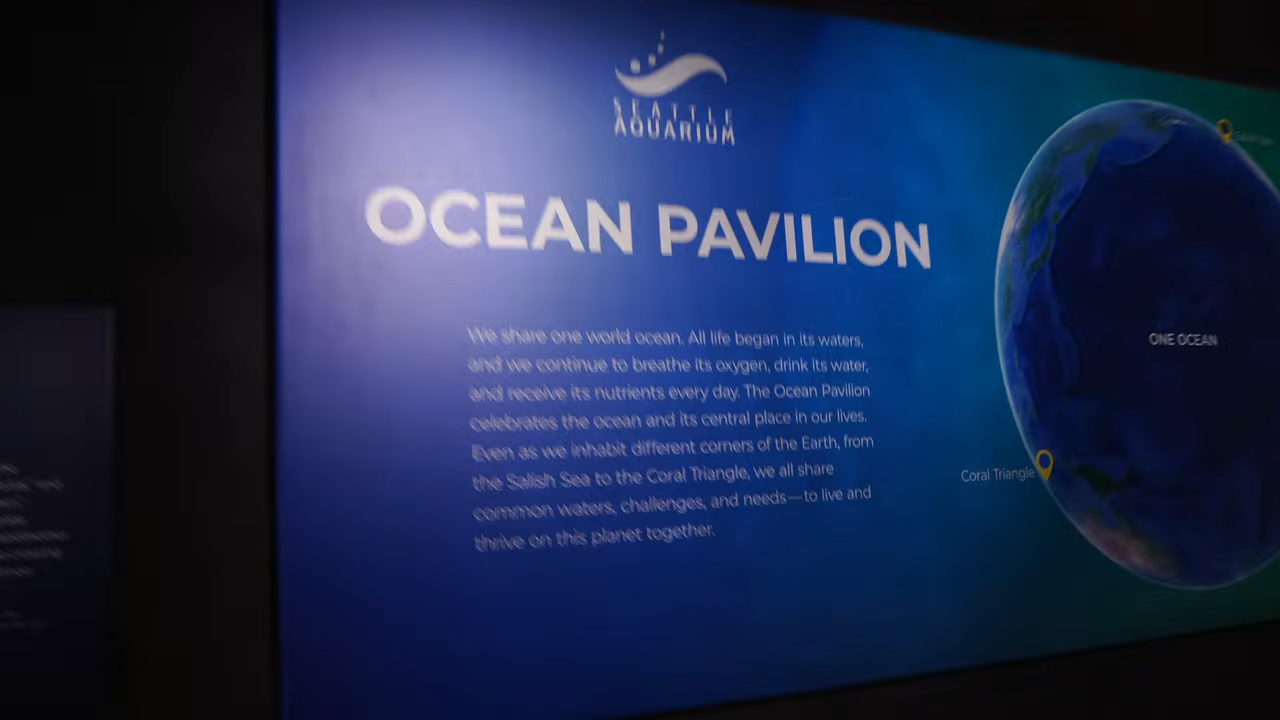 SEATTLE
AQUARIUM
OCEAN PAVILION
We share one world ocean. All life began in its waters,
and we continue to breathe its oxygen, drink its water,
and receive its nutrients every day. The Ocean Pavilion
celebrates the ocean and its central place in our lives.
Even as we inhabit different corners of the Earth, from
the Salish Sea to the Coral Triangle, we all share
common waters, challenges, and needs—to live and
thrive on this planet together.
ONE OCEAN
Coral Triangle